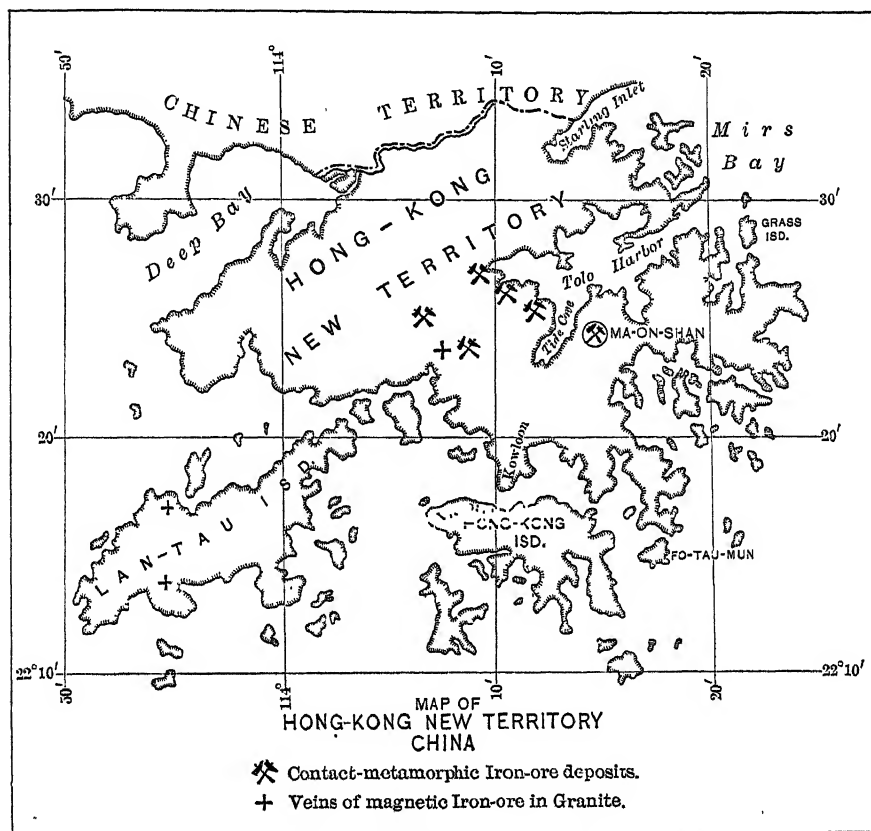 50′
114°
10′
20′
CHINESE TERRITORY
Starling Inlet
Mirs
Bay
30′
30′
Deep Bay
HONG-KONG
NEW TERRITORY
GRASS
ISD.
Tolo Harbor
Tide Cove
MA-ON-SHAN
20′
20′
Kowloon
LAN-TAU ISD.
HONG-KONG
ISD.
FO-TAU-MUN
22°10′
22°10′
50′
114°
10′
20′
MAP OF
HONG-KONG NEW TERRITORY
CHINA
Contact-metamorphic Iron-ore deposits.
Veins of magnetic Iron-ore in Granite.